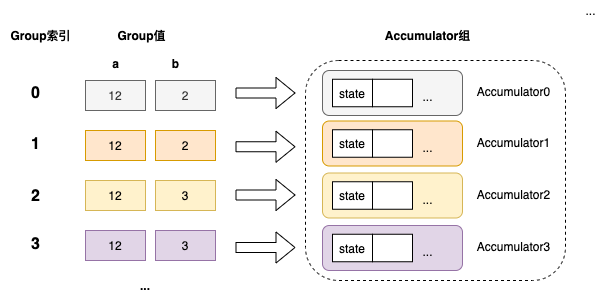 ...
Group索引 Group值 Accumulator组
a b
0 12 2 state ... Accumulator0
1 12 2 state ... Accumulator1
2 12 3 state ... Accumulator2
3 12 3 state ... Accumulator3
...